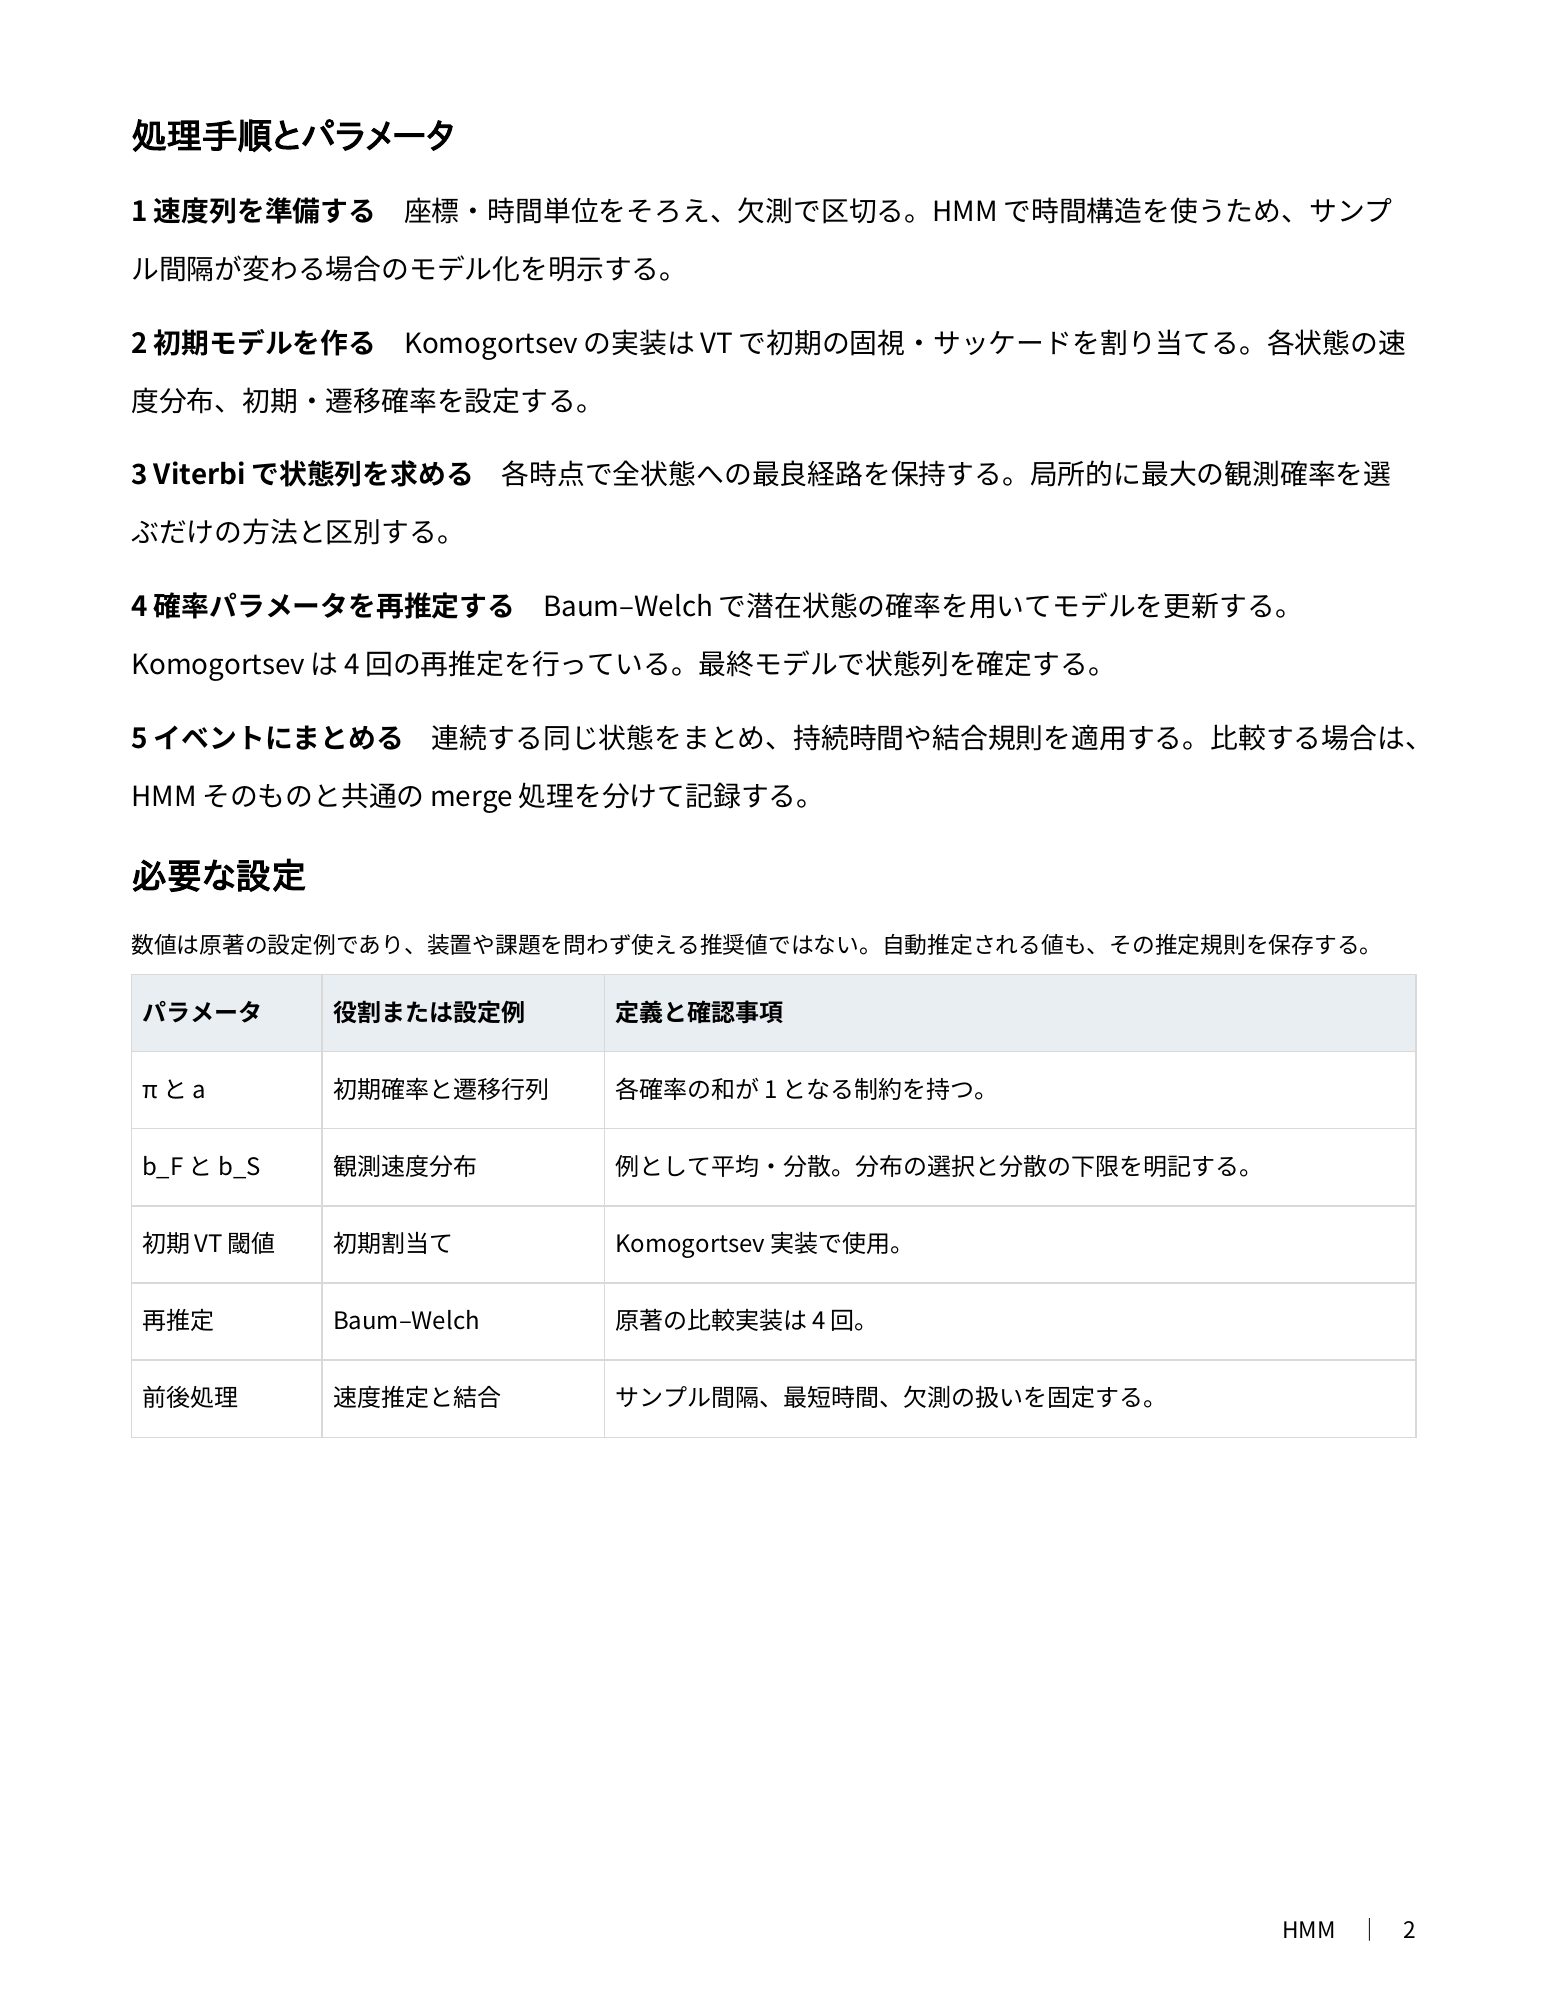 処理手順とパラメータ
1 速度列を準備する　座標・時間単位をそろえ、欠測で区切る。HMM で時間構造を使うため、サンプ
ル間隔が変わる場合のモデル化を明示する。
2 初期モデルを作る　Komogortsev の実装は VT で初期の固視・サッケードを割り当てる。各状態の速
度分布、初期・遷移確率を設定する。
3 Viterbi で状態列を求める　各時点で全状態への最良経路を保持する。局所的に最大の観測確率を選
ぶだけの方法と区別する。
4 確率パラメータを再推定する　Baum–Welch で潜在状態の確率を用いてモデルを更新する。
Komogortsev は 4 回の再推定を行っている。最終モデルで状態列を確定する。
5 イベントにまとめる　連続する同じ状態をまとめ、持続時間や結合規則を適用する。比較する場合は、
HMM そのものと共通の merge 処理を分けて記録する。
必要な設定
数値は原著の設定例であり、装置や課題を問わず使える推奨値ではない。自動推定される値も、その推定規則を保存する。
パラメータ　役割または設定例　定義と確認事項
π と a　初期確率と遷移行列　各確率の和が 1 となる制約を持つ。
b_F と b_S　観測速度分布　例として平均・分散。分布の選択と分散の下限を明記する。
初期 VT 閾値　初期割当て　Komogortsev 実装で使用。
再推定　Baum–Welch　原著の比較実装は 4 回。
前後処理　速度推定と結合　サンプル間隔、最短時間、欠測の扱いを固定する。
HMM ｜ 2